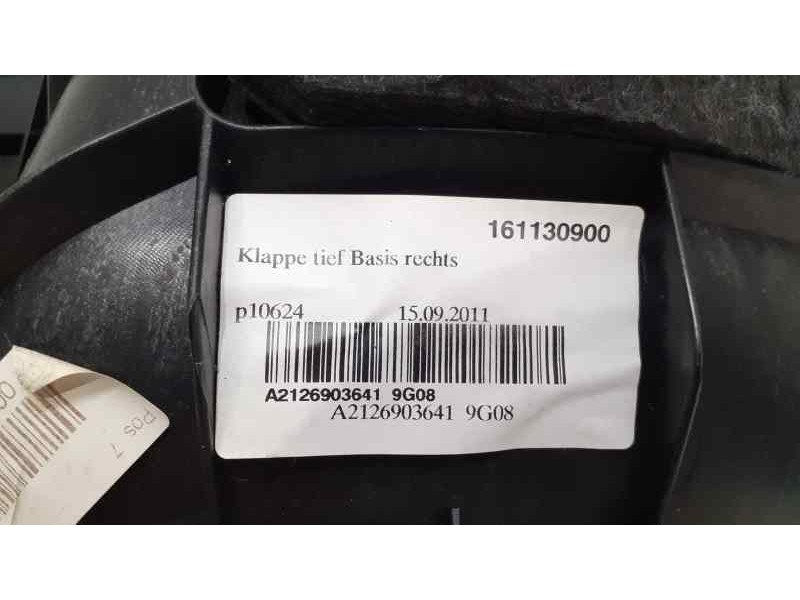 161130900
Klappe tief Basis rechts
p10624 15.09.2011
A2126903641 9G08
A2126903641 9G08
Pos 7